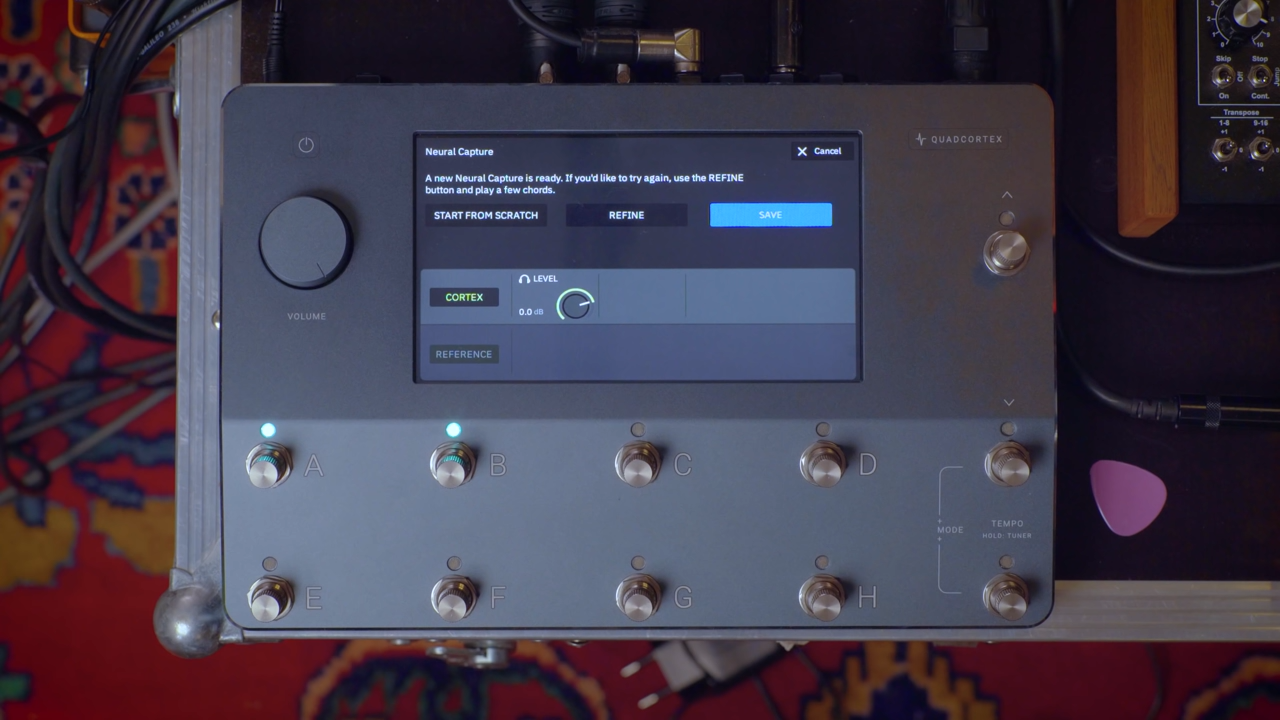 GALILEO 238
Neural Capture
Cancel
A new Neural Capture is ready. If you'd like to try again, use the REFINE
button and play a few chords.
START FROM SCRATCH
REFINE
SAVE
CORTEX
LEVEL
0.0 dB
REFERENCE
QUADCORTEX
VOLUME
A
B
C
D
MODE
TEMPO
HOLD: TUNER
E
F
G
H
Skip
Stop
Off
On
Cont.
Transpose
1-8
9-16
+1
+1
-1
-1